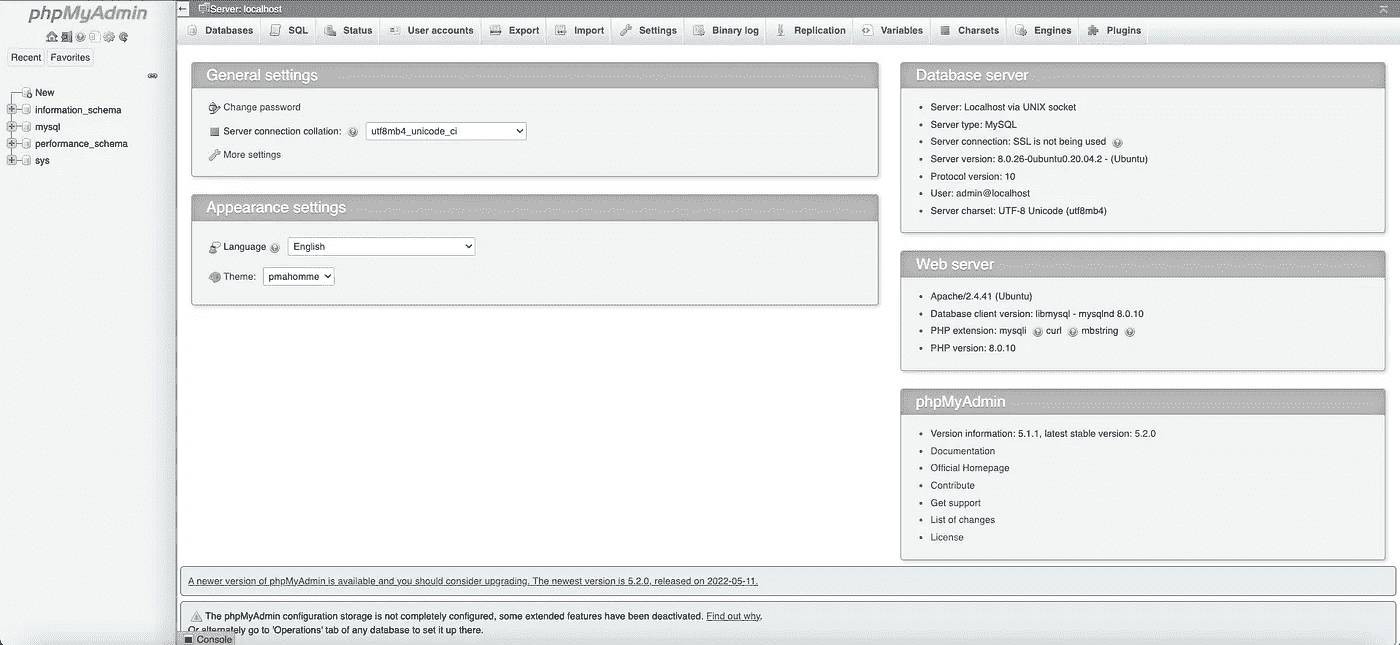 phpMyAdmin
Recent Favorites
New
information_schema
mysql
performance_schema
sys
Server: localhost
Databases SQL Status User accounts Export Import Settings Binary log Replication Variables Charsets Engines Plugins
General settings
Change password
Server connection collation: utf8mb4_unicode_ci
More settings
Appearance settings
Language English
Theme: pmahomme
Database server
Server: Localhost via UNIX socket
Server type: MySQL
Server connection: SSL is not being used
Server version: 8.0.26-0ubuntu0.20.04.2 - (Ubuntu)
Protocol version: 10
User: admin@localhost
Server charset: UTF-8 Unicode (utf8mb4)
Web server
Apache/2.4.41 (Ubuntu)
Database client version: libmysql - mysqlnd 8.0.10
PHP extension: mysqli curl mbstring
PHP version: 8.0.10
phpMyAdmin
Version information: 5.1.1, latest stable version: 5.2.0
Documentation
Official Homepage
Contribute
Get support
List of changes
License
A newer version of phpMyAdmin is available and you should consider upgrading. The newest version is 5.2.0, released on 2022-05-11.
The phpMyAdmin configuration storage is not completely configured, some extended features have been deactivated. Find out why.
Or alternately go to 'Operations' tab of any database to set it up there.
Console